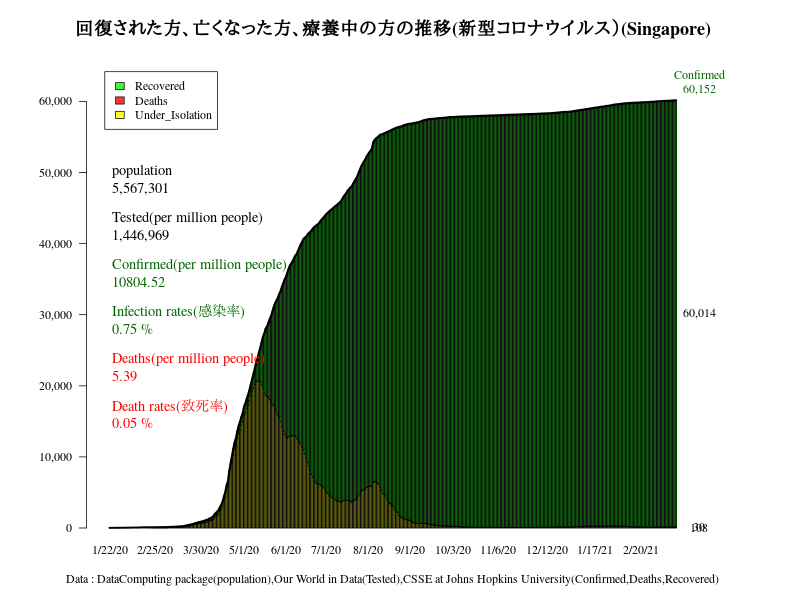 回復された方、亡くなった方、療養中の方の推移(新型コロナウイルス）(Singapore)
Confirmed
60,152
Recovered
Deaths
Under_Isolation
population
5,567,301
Tested(per million people)
1,446,969
Confirmed(per million people)
10804.52
Infection rates(感染率)
0.75 %
Deaths(per million people)
5.39
Death rates(致死率)
0.05 %
60,000
50,000
40,000
30,000
20,000
10,000
0
60,014
1/22/20 2/25/20 3/30/20 5/1/20 6/1/20 7/1/20 8/1/20 9/1/20 10/3/20 11/6/20 12/12/20 1/17/21 2/20/21
Data : DataComputing package(population),Our World in Data(Tested),CSSE at Johns Hopkins University(Confirmed,Deaths,Recovered)